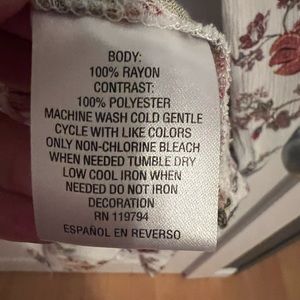 BODY:
100% RAYON
CONTRAST:
100% POLYESTER
MACHINE WASH COLD GENTLE
CYCLE WITH LIKE COLORS
ONLY NON-CHLORINE BLEACH
WHEN NEEDED TUMBLE DRY
LOW COOL IRON WHEN
NEEDED DO NOT IRON
DECORATION
RN 119794
ESPAÑOL EN REVERSO